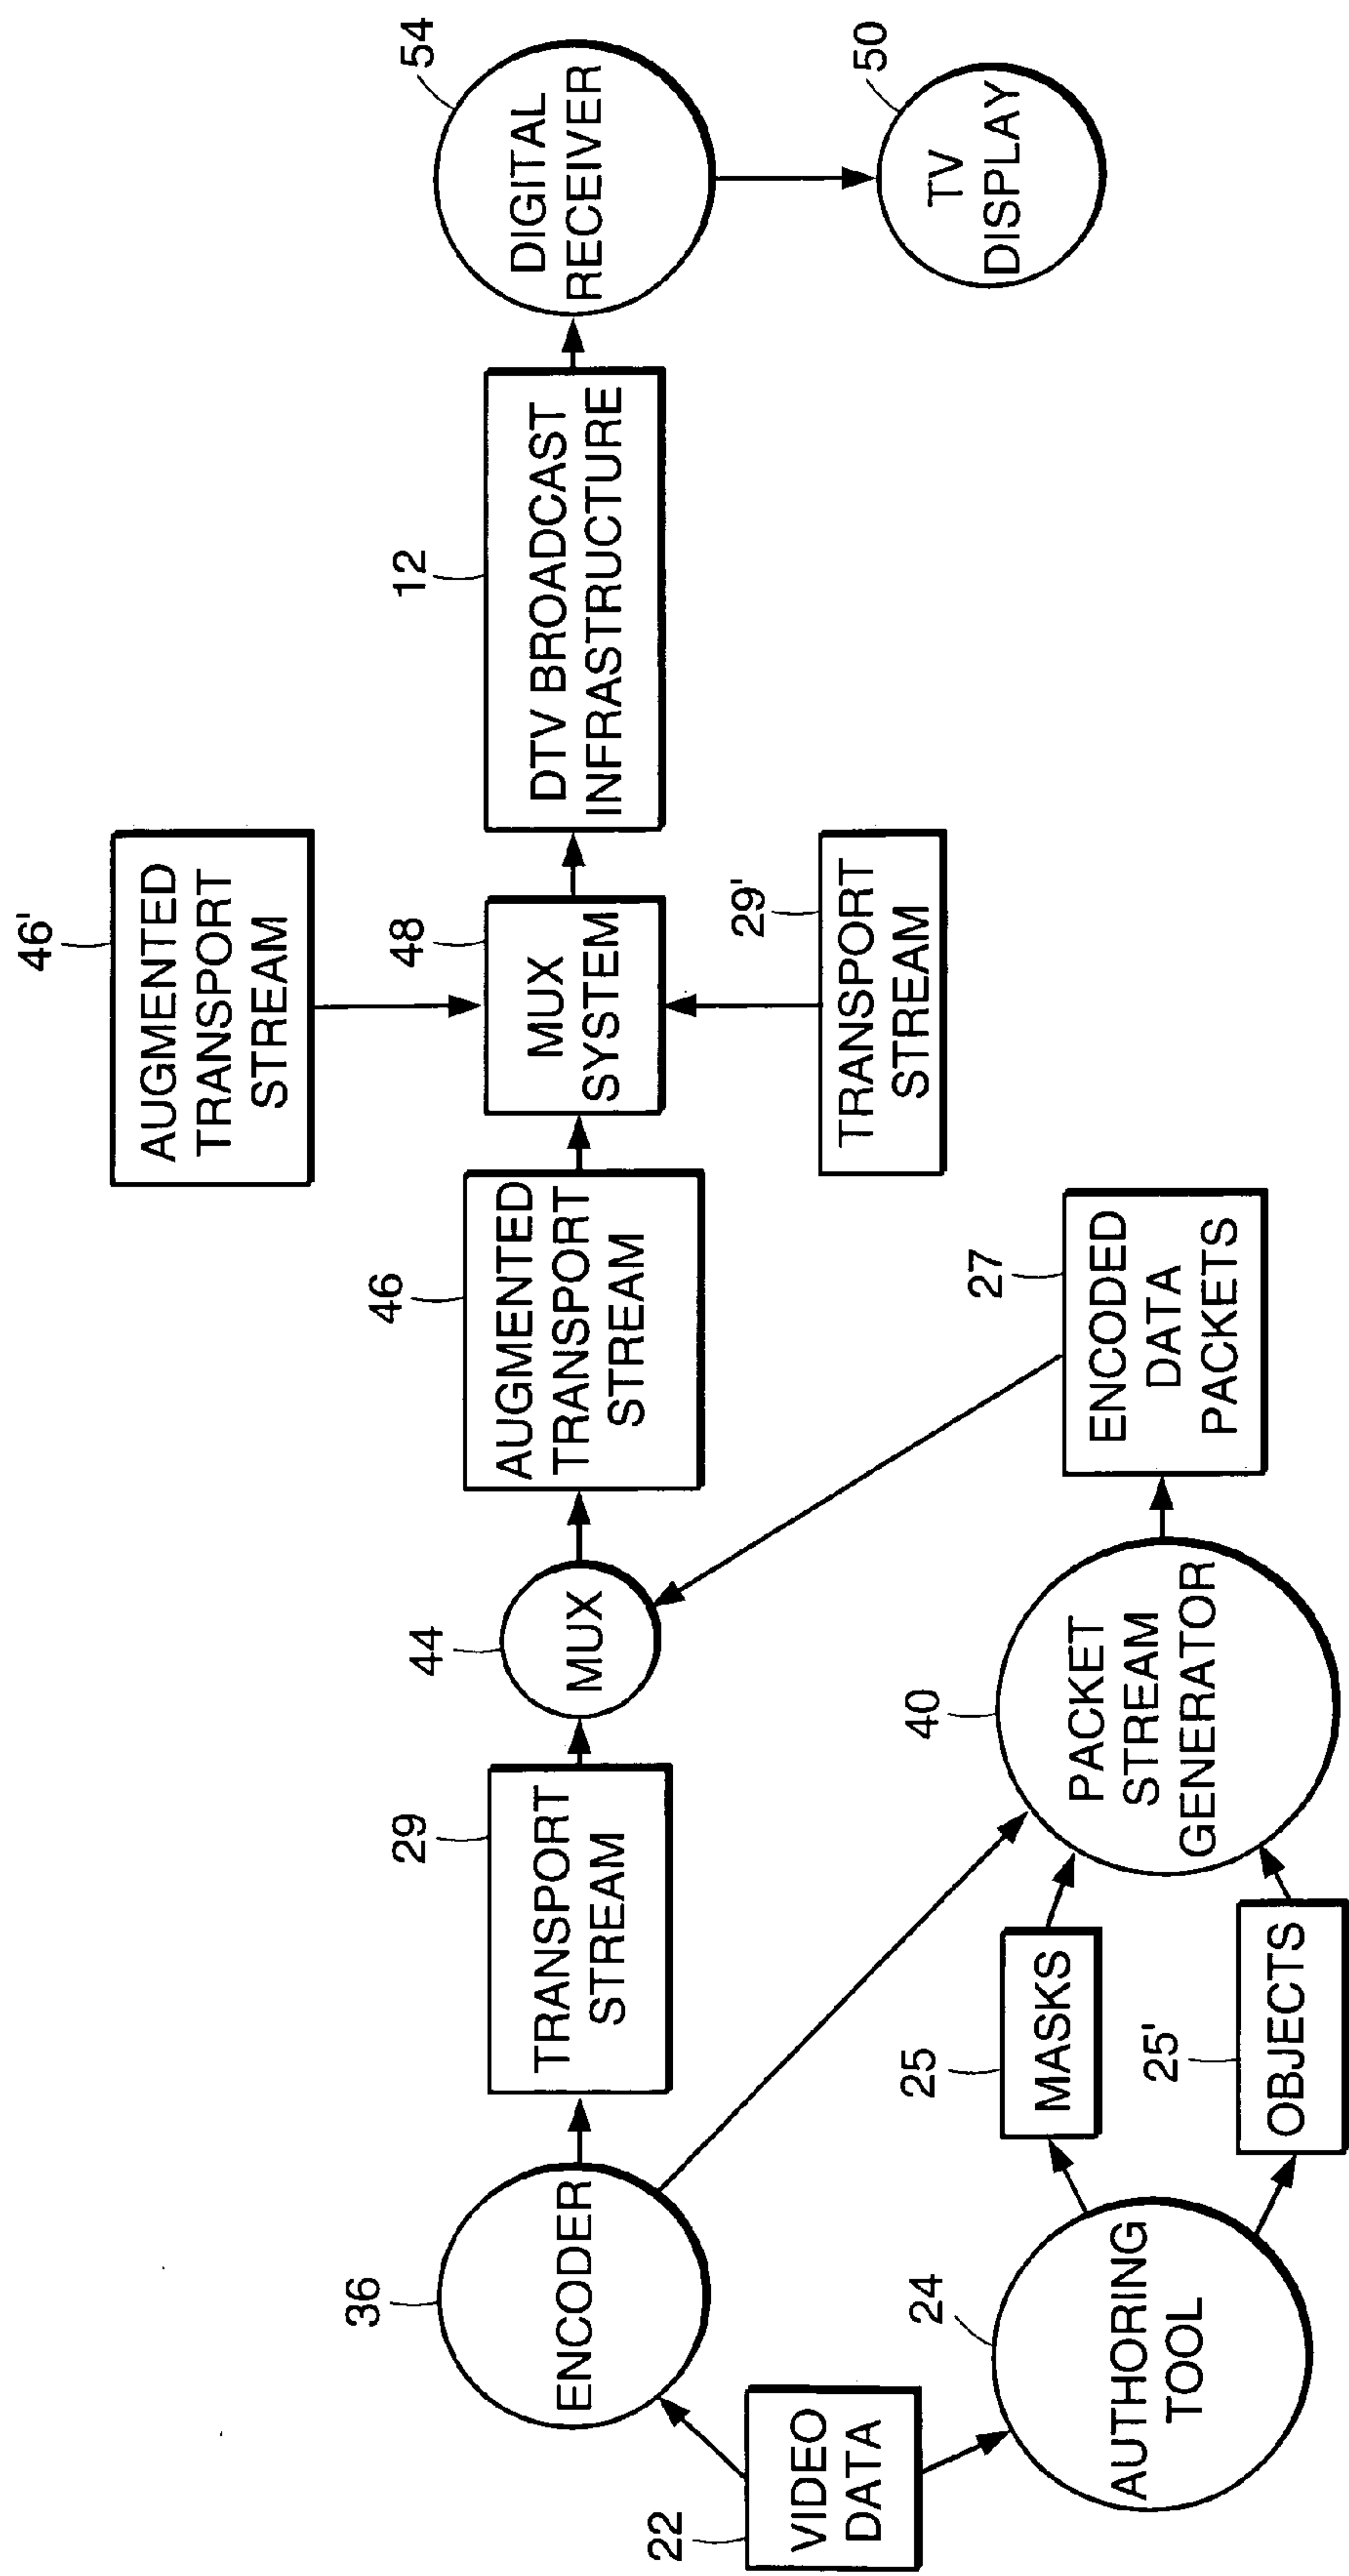 22
VIDEO
DATA
36
ENCODER
24
AUTHORING
TOOL
29
TRANSPORT
STREAM
25
MASKS
25'
OBJECTS
44
MUX
40
PACKET
STREAM
GENERATOR
46
AUGMENTED
TRANSPORT
STREAM
27
ENCODED
DATA
PACKETS
46'
AUGMENTED
TRANSPORT
STREAM
48
MUX
SYSTEM
29'
TRANSPORT
STREAM
12
DTV BROADCAST
INFRASTRUCTURE
54
DIGITAL
RECEIVER
50
TV
DISPLAY